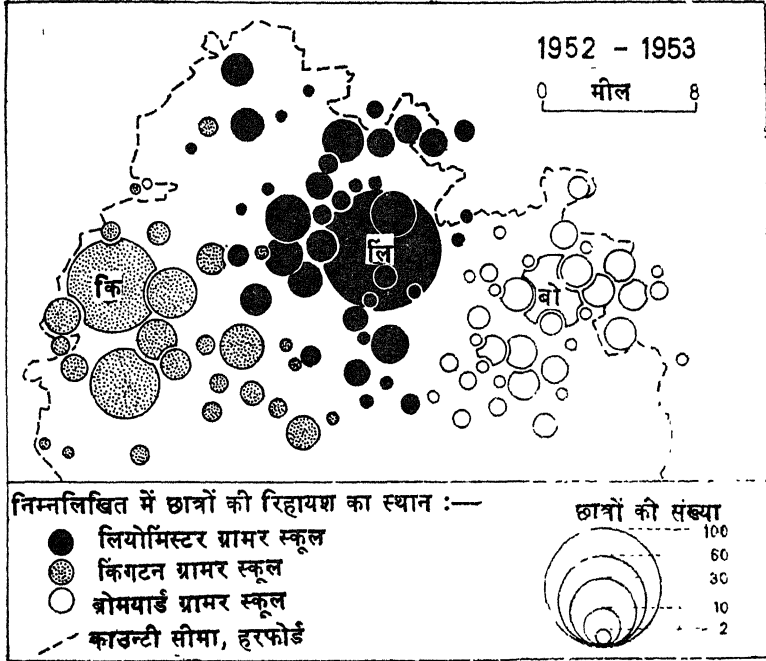 1952 - 1953
0 मील 8
लि
कि
बो
निम्नलिखित में छात्रों की रिहायश का स्थान :—
लियोमिस्टर ग्रामर स्कूल
किंगटन ग्रामर स्कूल
ब्रोमयार्ड ग्रामर स्कूल
काउन्टी सीमा, हरफोर्ड
छात्रों की संख्या
100
60
30
10
2